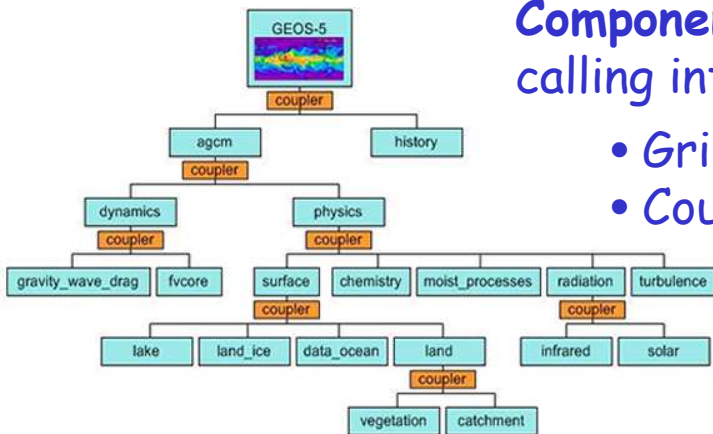 GEOS-5
coupler
agcm history
coupler
dynamics physics
coupler coupler
gravity_wave_drag fvcore surface chemistry moist_processes radiation turbulence
coupler coupler
lake land_ice data_ocean land infrared solar
coupler
vegetation catchment
calling
•